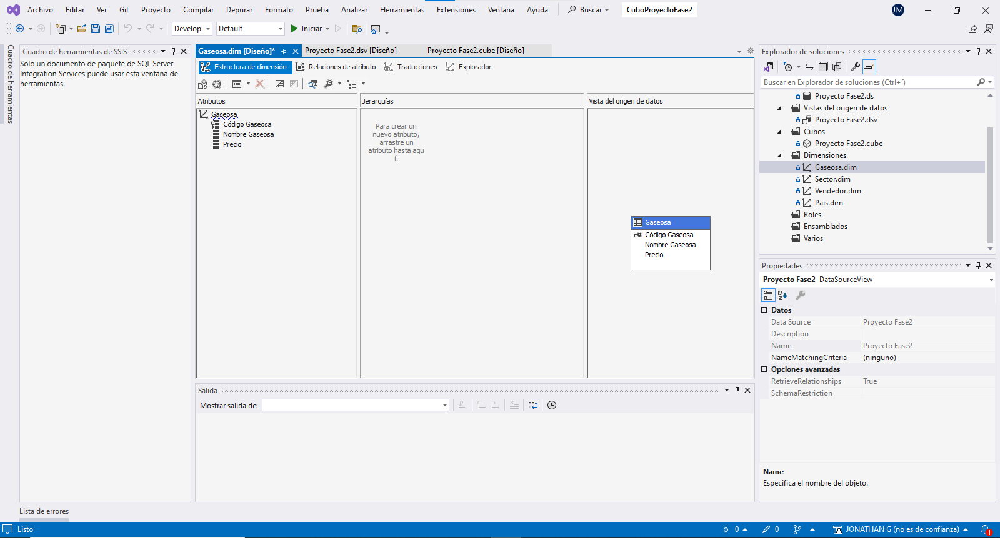 Archivo Editar Ver Git Proyecto Compilar Depurar Formato Prueba Analizar Herramientas Extensiones Ventana Ayuda Buscar CuboProyectoFase2 JM
Developi Default Iniciar
Cuadro de herramientas
Cuadro de herramientas de SSIS
Solo un documento de paquete de SQL Server
Integration Services puede usar esta ventana de
herramientas.
Gaseosa.dim [Diseño]* Proyecto Fase2.dsv [Diseño] Proyecto Fase2.cube [Diseño]
Estructura de dimensión Relaciones de atributo Traducciones Explorador
Atributos
Gaseosa
Código Gaseosa
Nombre Gaseosa
Precio
Jerarquías
Para crear un
nuevo atributo,
arrastre un
atributo hasta aqu
í.
Vista del origen de datos
Gaseosa
Código Gaseosa
Nombre Gaseosa
Precio
Salida
Mostrar salida de:
Explorador de soluciones
Buscar en Explorador de soluciones (Ctrl+´)
Proyecto Fase2.ds
Vistas del origen de datos
Proyecto Fase2.dsv
Cubos
Proyecto Fase2.cube
Dimensiones
Gaseosa.dim
Sector.dim
Vendedor.dim
Pais.dim
Roles
Ensamblados
Varios
Propiedades
Proyecto Fase2 DataSourceView
Datos
Data Source Proyecto Fase2
Description
Name Proyecto Fase2
NameMatchingCriteria (ninguno)
Opciones avanzadas
RetrieveRelationships True
SchemaRestriction
Name
Especifica el nombre del objeto.
Lista de errores
Listo 0 0 JONATHAN G (no es de confianza) 1